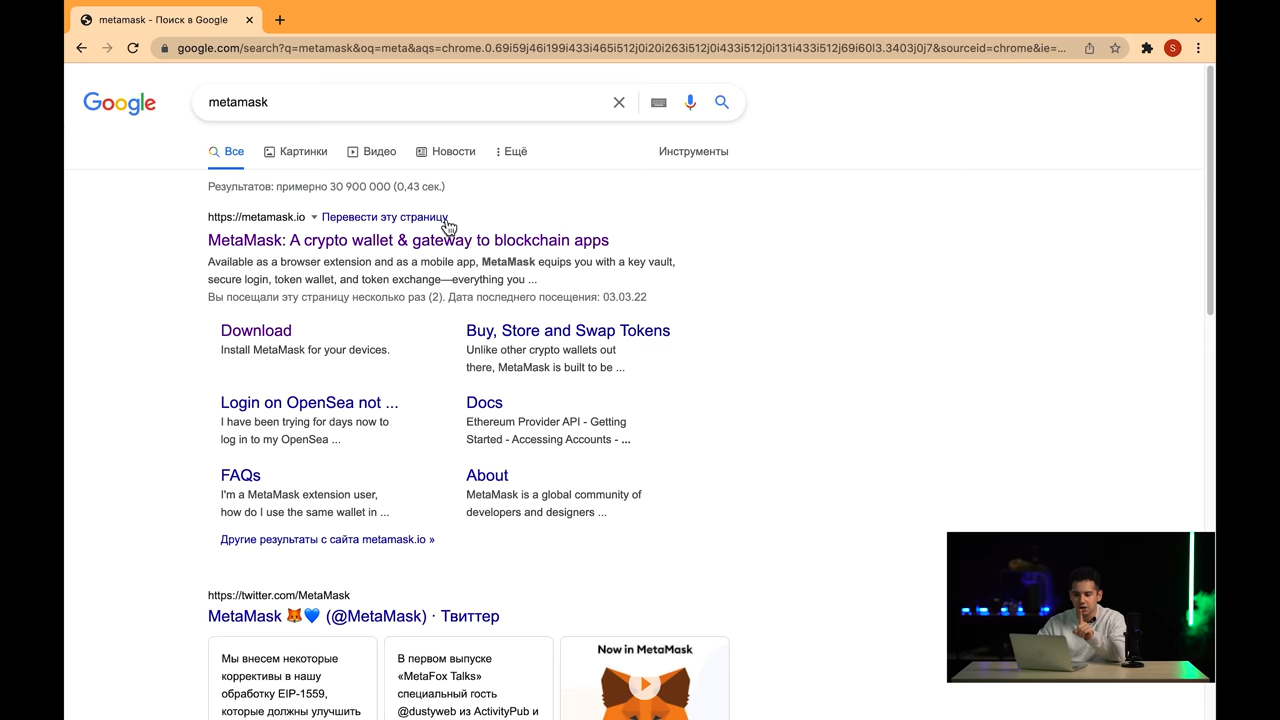 metamask - Поиск в Google
google.com/search?q=metamask&oq=meta&aqs=chrome.0.69i59j46i199i433i465i512j0i20i263i512j0i433i512j0i131i433i512j69i60l3.3403j0j7&sourceid=chrome&ie=...
S
Google
metamask
Все
Картинки
Видео
Новости
Ещё
Инструменты
Результатов: примерно 30 900 000 (0,43 сек.)
https://metamask.io Перевести эту страницу
MetaMask: A crypto wallet & gateway to blockchain apps
Available as a browser extension and as a mobile app, MetaMask equips you with a key vault,
secure login, token wallet, and token exchange—everything you ...
Вы посещали эту страницу несколько раз (2). Дата последнего посещения: 03.03.22
Download
Install MetaMask for your devices.
Buy, Store and Swap Tokens
Unlike other crypto wallets out
there, MetaMask is built to be ...
Login on OpenSea not ...
I have been trying for days now to
log in to my OpenSea ...
Docs
Ethereum Provider API - Getting
Started - Accessing Accounts - ...
FAQs
I'm a MetaMask extension user,
how do I use the same wallet in ...
About
MetaMask is a global community of
developers and designers ...
Другие результаты с сайта metamask.io »
https://twitter.com/MetaMask
MetaMask 🦊💙 (@MetaMask) · Твиттер
Мы внесем некоторые
коррективы в нашу
обработку EIP-1559,
которые должны улучшить
В первом выпуске
«MetaFox Talks»
специальный гость
@dustyweb из ActivityPub и
Now in MetaMask